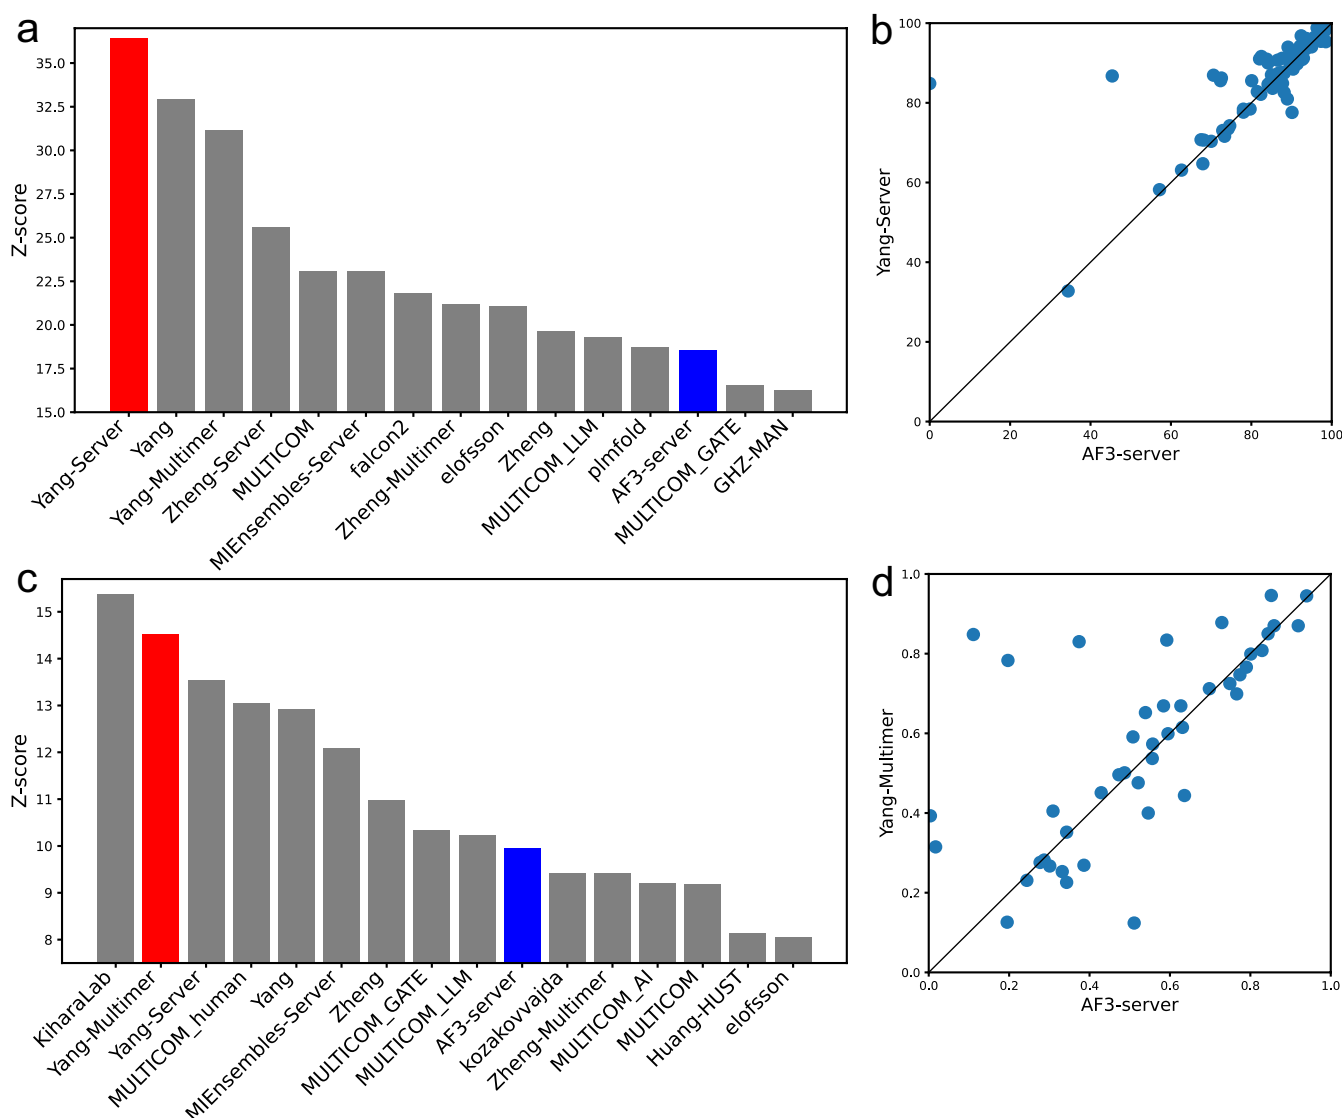 a
35.0
32.5
30.0
27.5
25.0
22.5
20.0
17.5
15.0
Z-score
Yang-Server
Yang
Yang-Multimer
Zheng-Server
MULTICOM
MIEnsembles-Server
falcon2
Zheng-Multimer
elofsson
Zheng
MULTICOM_LLM
plmfold
AF3-server
MULTICOM_GATE
GHZ-MAN
b
100
80
60
40
20
0
Yang-Server
0 20 40 60 80 100
AF3-server
c
15
14
13
12
11
10
9
8
Z-score
KiharaLab
Yang-Multimer
Yang-Server
MULTICOM_human
Yang
MIEnsembles-Server
Zheng
MULTICOM_GATE
MULTICOM_LLM
AF3-server
kozakovvajda
Zheng-Multimer
MULTICOM_AI
MULTICOM
Huang-HUST
elofsson
d
1.0
0.8
0.6
0.4
0.2
0.0
Yang-Multimer
0.0 0.2 0.4 0.6 0.8 1.0
AF3-server